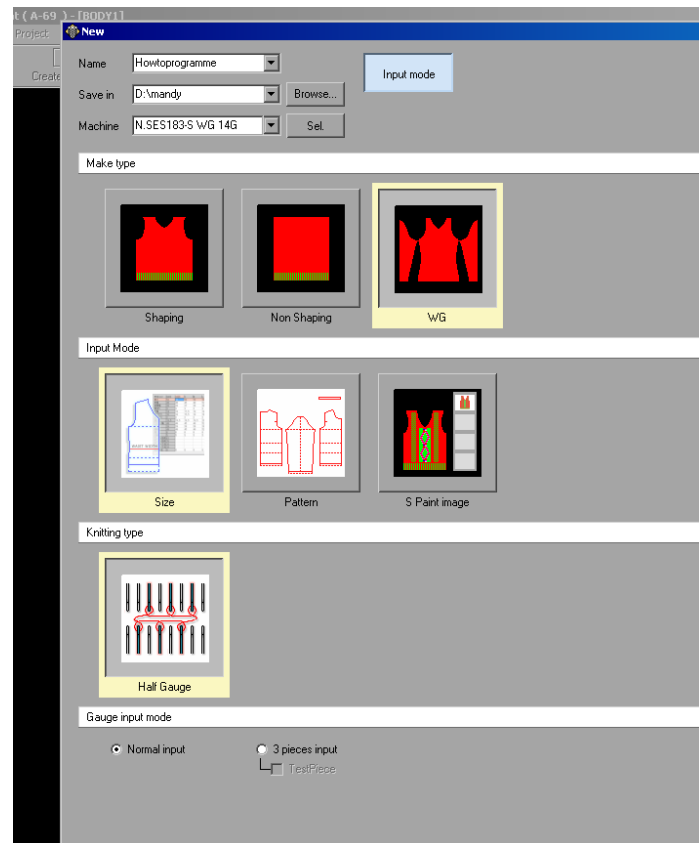 t ( A-69 ) - [BODY1]
Project
New
Create
Name Howtoprogramme
Input mode
Save in D:\mandy Browse...
Machine N.SES183-S WG 14G Sel.
Make type
Shaping Non Shaping WG
Input Mode
Size Pattern S Paint image
Knitting type
Half Gauge
Gauge input mode
Normal input 3 pieces input
TestPiece